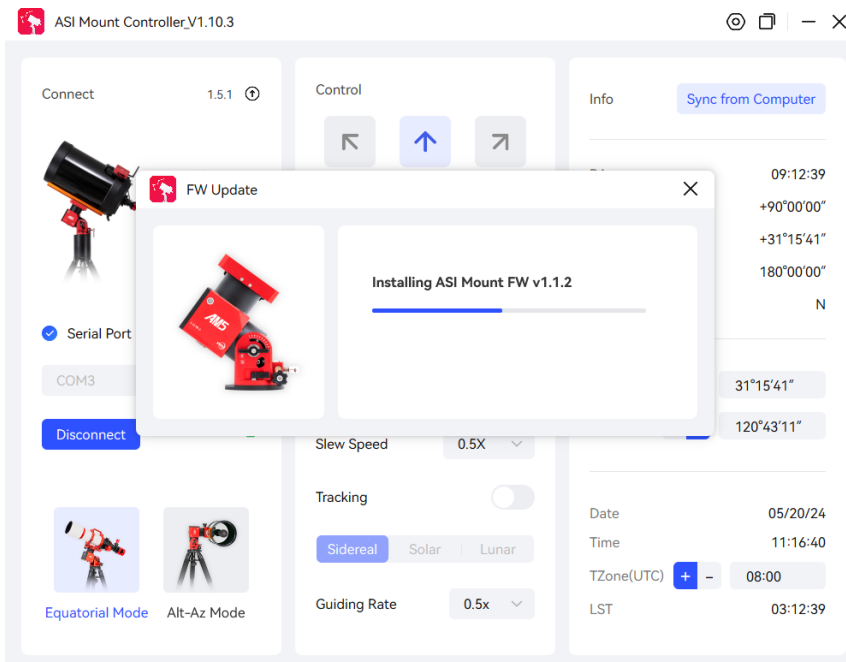 ASI Mount Controller_V1.10.3
Connect
1.5.1
Serial Port
COM3
Disconnect
Equatorial Mode
Alt-Az Mode
Control
FW Update
AM5
Installing ASI Mount FW v1.1.2
Slew Speed
0.5X
Tracking
Sidereal
Solar
Lunar
Guiding Rate
0.5x
Info
Sync from Computer
09:12:39
+90°00′00″
+31°15′41″
180°00′00″
N
31°15′41″
120°43′11″
Date
05/20/24
Time
11:16:40
TZone(UTC)
+
-
08:00
LST
03:12:39